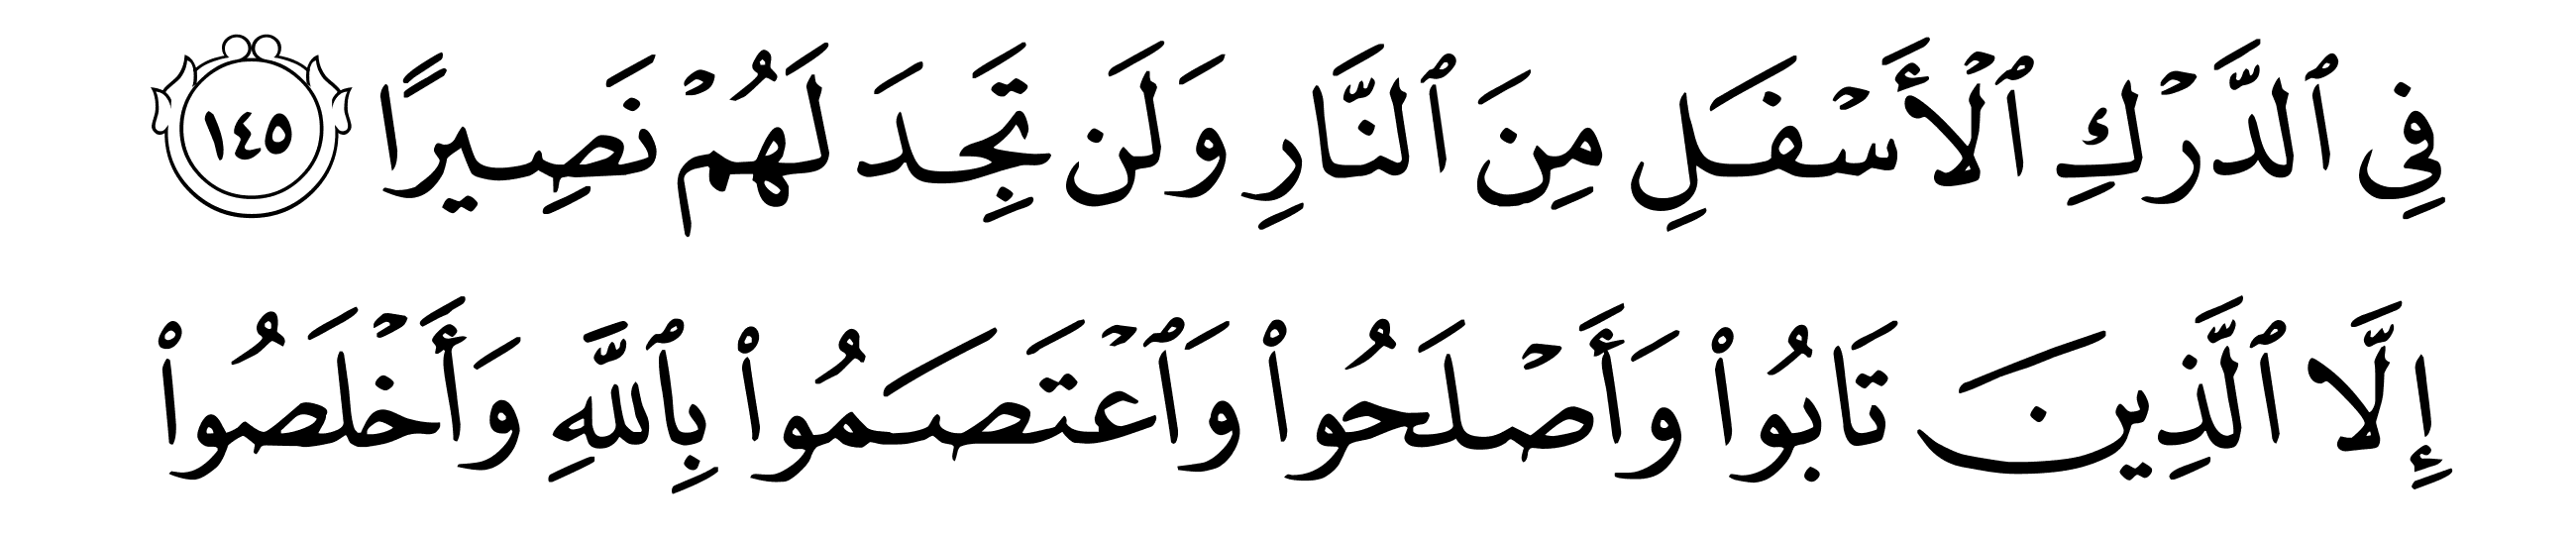 فِي ٱلدَّرۡكِ ٱلۡأَسۡفَلِ مِنَ ٱلنَّارِ وَلَن تَجِدَ لَهُمۡ نَصِيرًا ١٤٥
إِلَّا ٱلَّذِينَ تَابُواْ وَأَصۡلَحُواْ وَٱعۡتَصَمُواْ بِٱللَّهِ وَأَخۡلَصُواْ